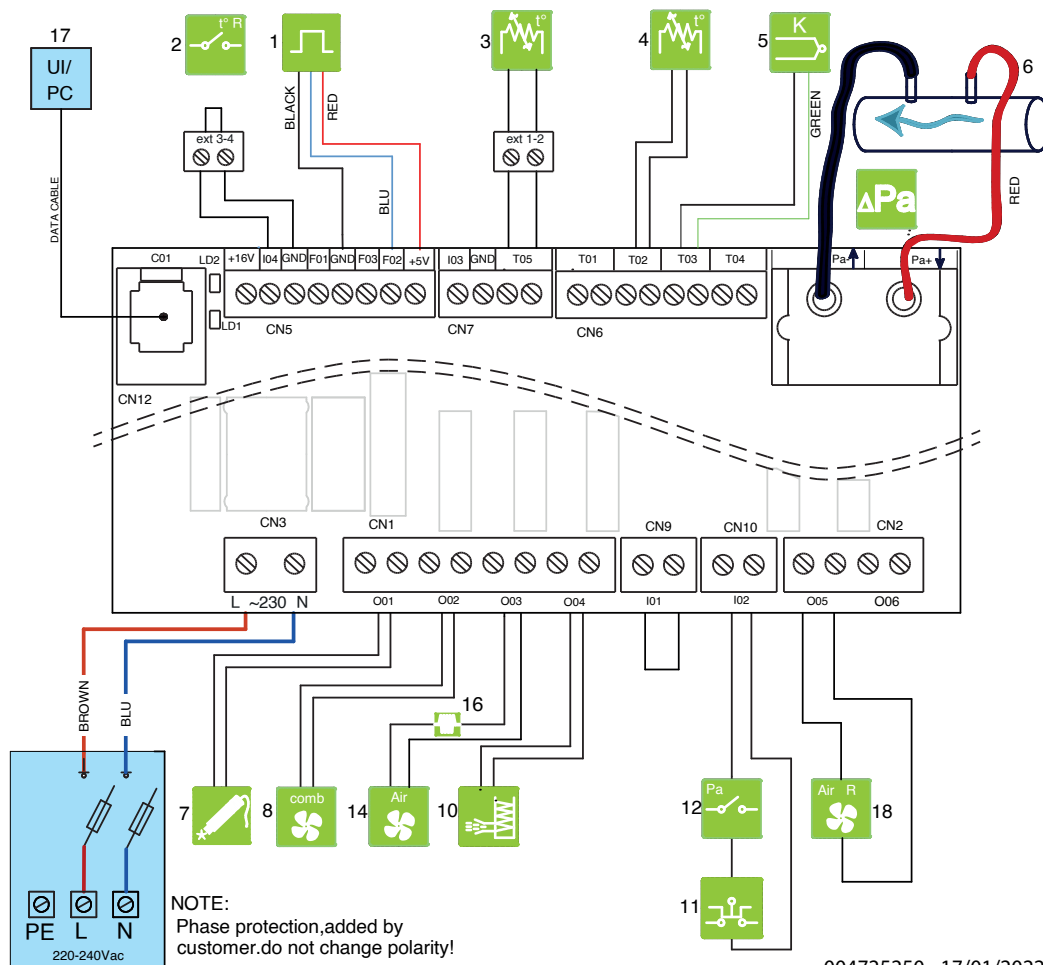 17
UI/
PC
2
t° R
1
3
t°
4
t°
5
K
6
BLACK
RED
BLU
GREEN
RED
DATA CABLE
ext 3-4
ext 1-2
ΔPa
C01
LD2
+16V
I04
GND
F01
GND
F03
F02
+5V
I03
GND
T05
T01
T02
T03
T04
Pa-
Pa+
LD1
CN5
CN7
CN6
CN12
CN3
CN1
CN9
CN10
CN2
L ~230 N
O01
O02
O03
O04
I01
I02
O05
O06
BROWN
BLU
16
7
8
comb
14
Air
10
12
Pa
Air R
18
11
PE
L
N
220-240Vac
NOTE:
Phase protection,added by
customer.do not change polarity!